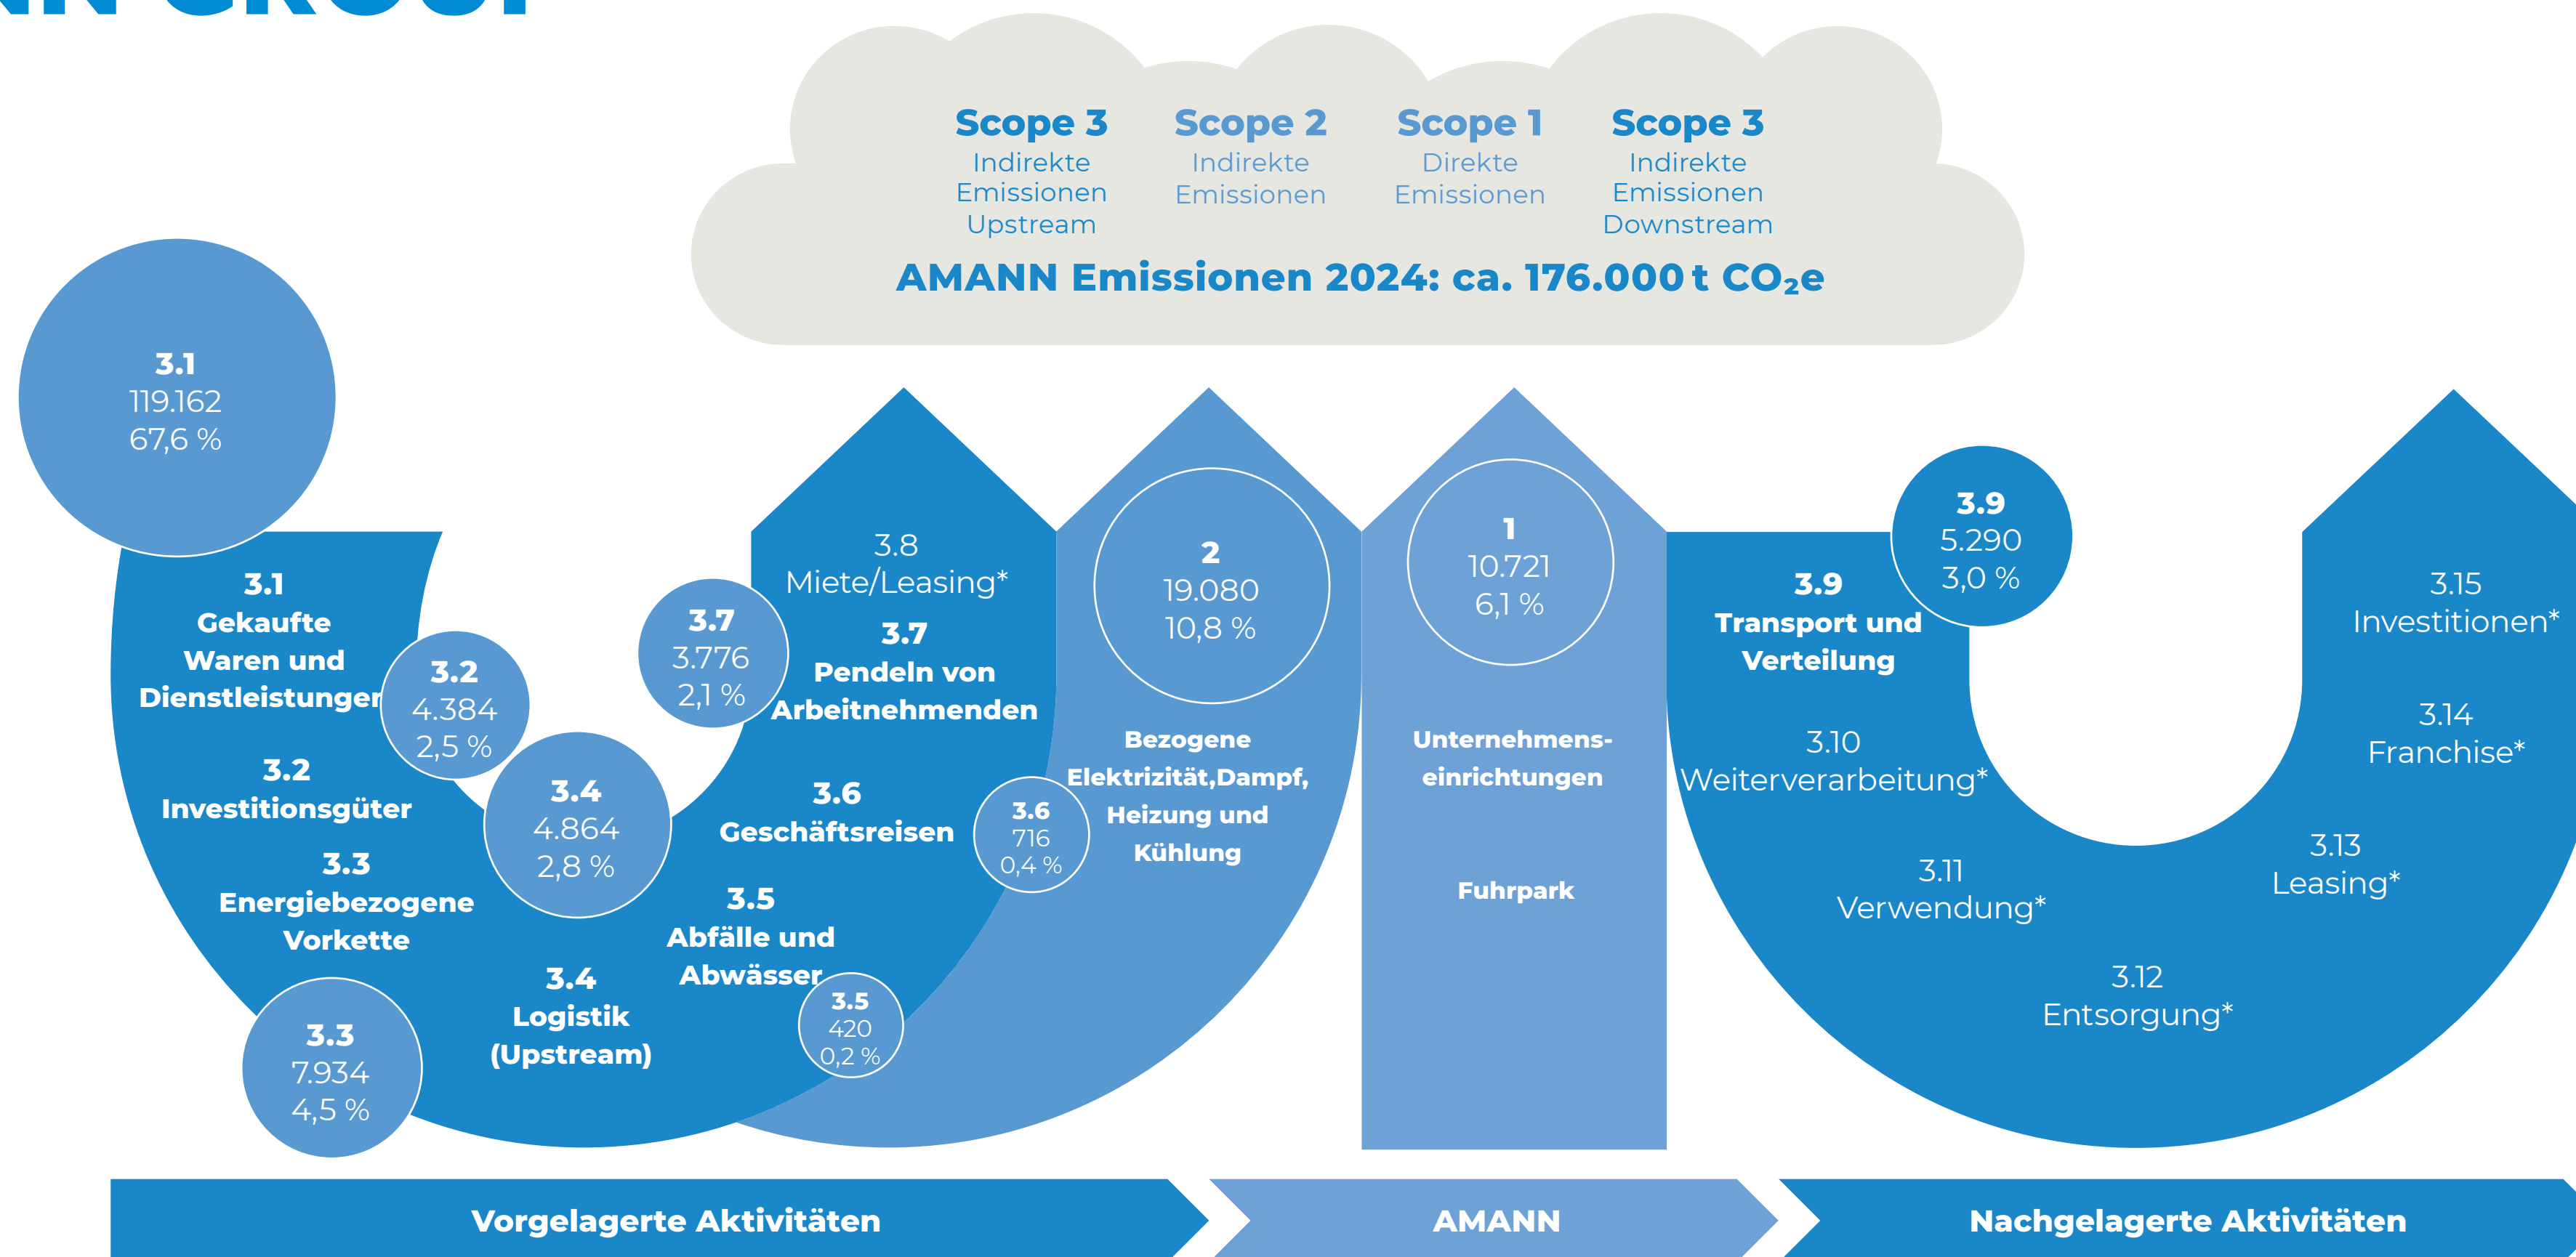 GROUP
Scope 3
Indirekte
Emissionen
Upstream
Scope 2
Indirekte
Emissionen
Scope 1
Direkte
Emissionen
Scope 3
Indirekte
Emissionen
Downstream
AMANN Emissionen 2024: ca. 176.000 t CO₂e
3.1
119.162
67,6 %
3.1
Gekaufte
Waren und
Dienstleistungen
3.2
4.384
2,5 %
3.2
Investitionsgüter
3.3
Energiebezogene
Vorkette
3.3
7.934
4,5 %
3.4
4.864
2,8 %
3.4
Logistik
(Upstream)
3.5
Abfälle und
Abwässer
3.5
420
0,2 %
3.6
Geschäftsreisen
3.6
716
0,4 %
3.7
3.776
2,1 %
3.7
Pendeln von
Arbeitnehmenden
3.8
Miete/Leasing*
2
19.080
10,8 %
Bezogene
Elektrizität,Dampf,
Heizung und
Kühlung
1
10.721
6,1 %
Unternehmens-
einrichtungen
Fuhrpark
3.9
5.290
3,0 %
3.9
Transport und
Verteilung
3.10
Weiterverarbeitung*
3.11
Verwendung*
3.12
Entsorgung*
3.13
Leasing*
3.14
Franchise*
3.15
Investitionen*
Vorgelagerte Aktivitäten
AMANN
Nachgelagerte Aktivitäten